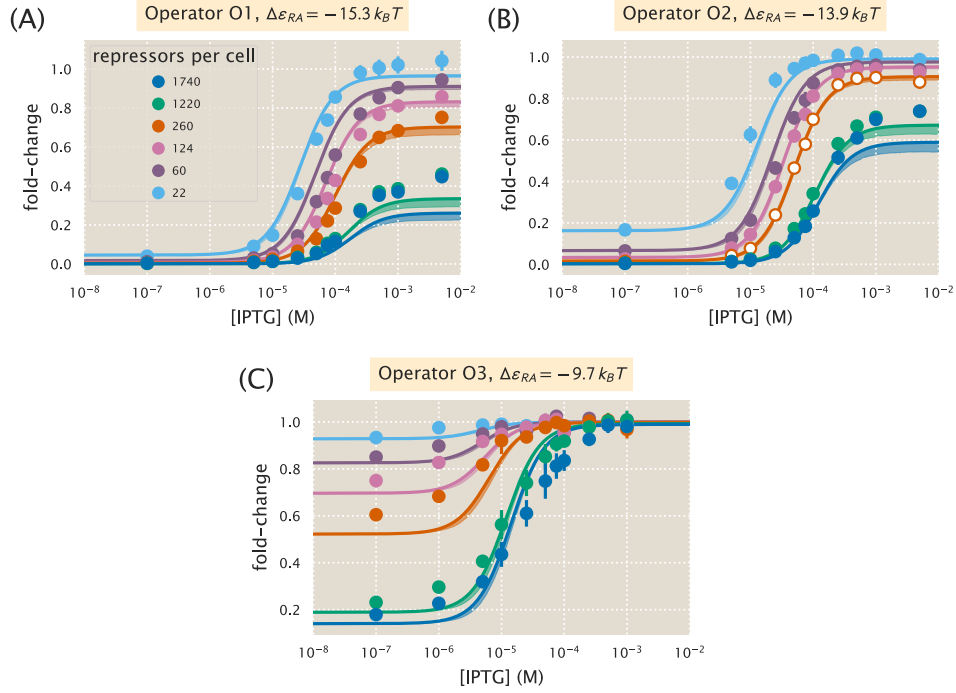 (A)
Operator O1, Δε_RA = −15.3 k_BT
repressors per cell
1740
1220
260
124
60
22
fold–change
1.0
0.8
0.6
0.4
0.2
0.0
10⁻⁸ 10⁻⁷ 10⁻⁶ 10⁻⁵ 10⁻⁴ 10⁻³ 10⁻²
[IPTG] (M)
(B)
Operator O2, Δε_RA = −13.9 k_BT
fold–change
1.0
0.8
0.6
0.4
0.2
0.0
10⁻⁸ 10⁻⁷ 10⁻⁶ 10⁻⁵ 10⁻⁴ 10⁻³ 10⁻²
[IPTG] (M)
(C)
Operator O3, Δε_RA = −9.7 k_BT
fold–change
1.0
0.8
0.6
0.4
0.2
10⁻⁸ 10⁻⁷ 10⁻⁶ 10⁻⁵ 10⁻⁴ 10⁻³ 10⁻²
[IPTG] (M)